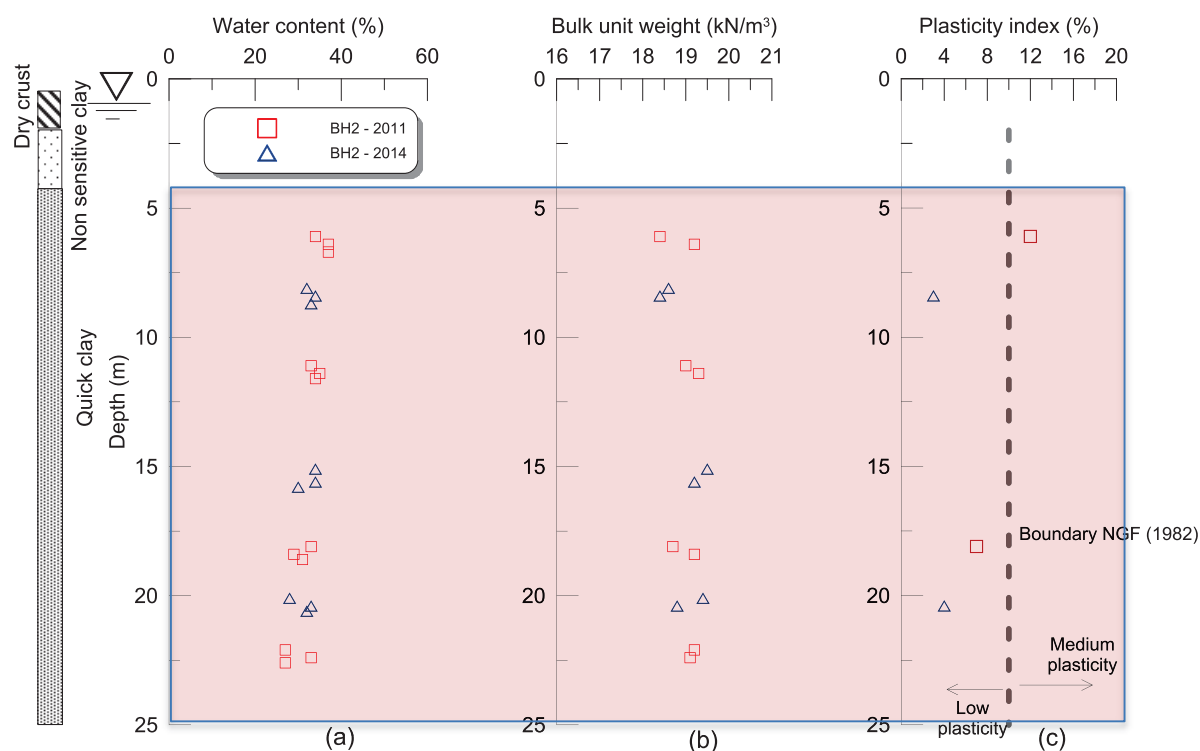 Water content (%)
Bulk unit weight (kN/m³)
Plasticity index (%)
0 20 40 60
16 17 18 19 20 21
0 4 8 12 16 20
Dry crust
Non sensitive clay
Quick clay
Depth (m)
BH2 - 2011
BH2 - 2014
0
5
10
15
20
25
0
5
10
15
20
25
0
5
10
15
20
25
Boundary NGF (1982)
Medium
plasticity
Low
plasticity
(a)
(b)
(c)